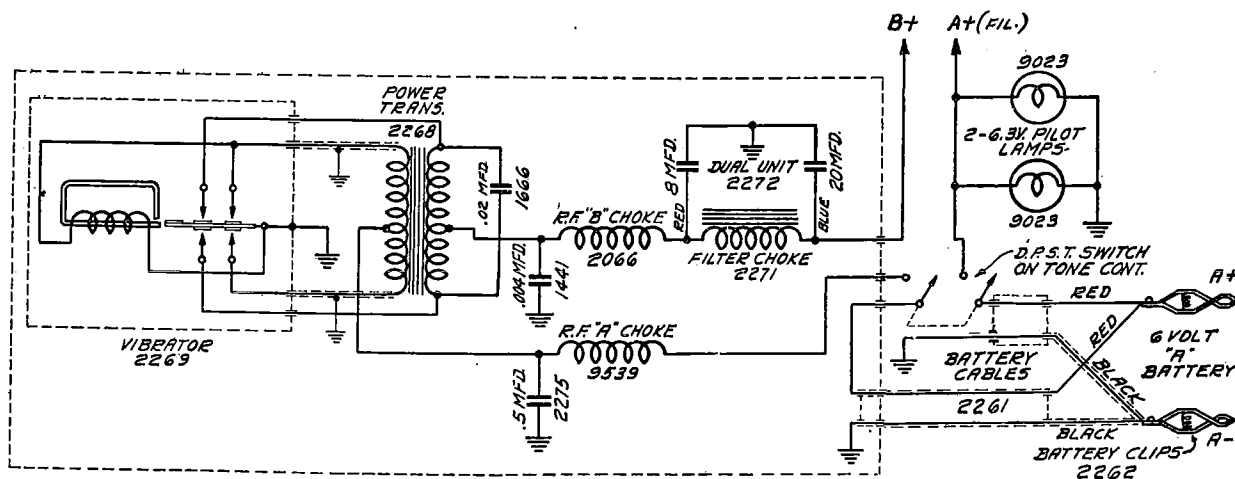 B+
A+(FIL.)
9023
2-6.3V. PILOT
LAMPS-
9023
POWER
TRANS.
2268
.02 MFD.
1666
8 MFD.
DUAL UNIT
2272
20MFD.
RED
BLUE
R.F."B" CHOKE
2066
FILTER CHOKE
2271
.004 MFD.
1441
VIBRATOR
2269
R.F."A" CHOKE
9539
.5 MFD.
2275
D.P.S.T. SWITCH
ON TONE CONT.
RED
RED
A+
6 VOLT
"A"
BATTERY
BATTERY
CABLES
2261
BLACK
BLACK
BATTERY CLIPS
2262
A-